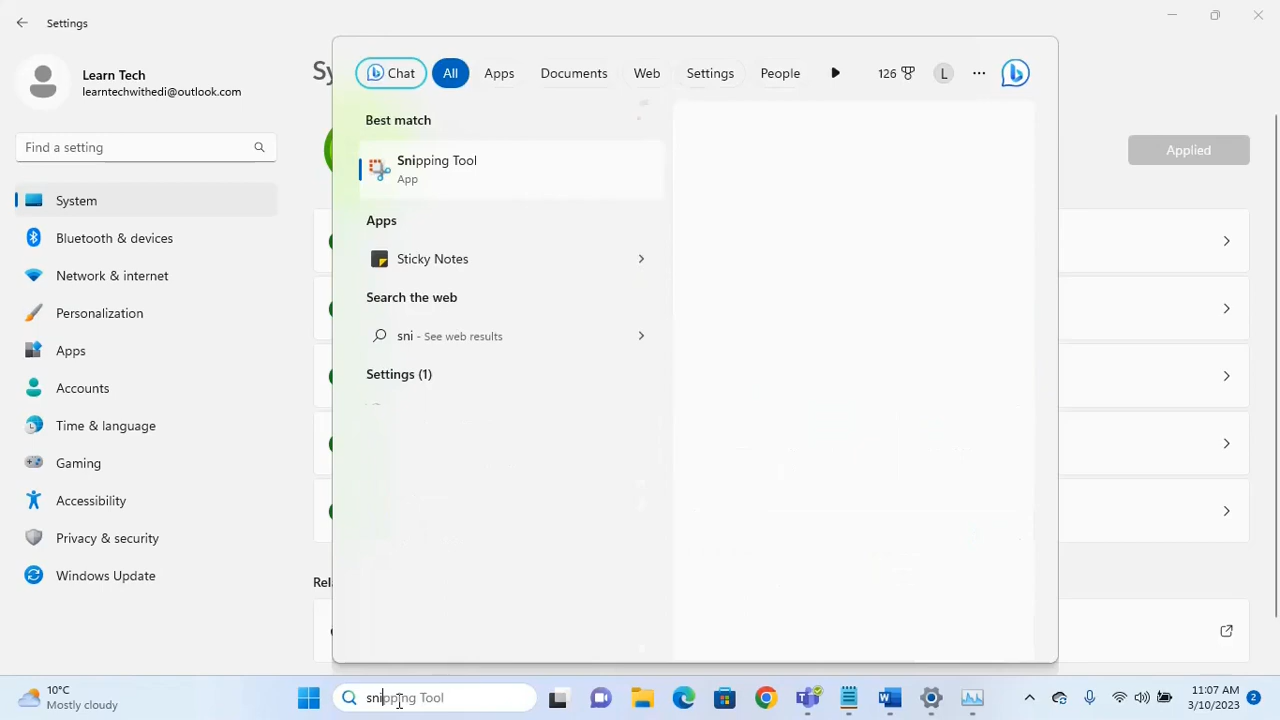 Settings
Learn Tech
learntechwithedi@outlook.com
Find a setting
System
Bluetooth & devices
Network & internet
Personalization
Apps
Accounts
Time & language
Gaming
Accessibility
Privacy & security
Windows Update
Sy
Applied
Rel
Chat All Apps Documents Web Settings People 126 L ...
Best match
Snipping Tool
App
Apps
Sticky Notes
Search the web
sni - See web results
Settings (1)
10°C
Mostly cloudy
snipping Tool
11:07 AM
3/10/2023
2